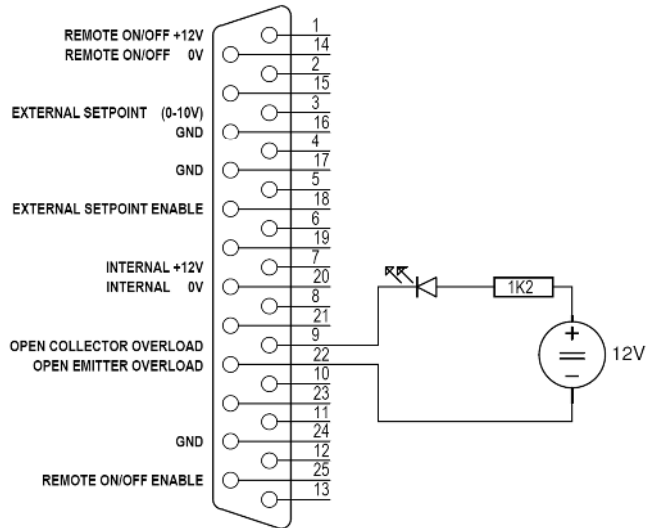 REMOTE ON/OFF +12V 1
REMOTE ON/OFF 0V 14
2
15
EXTERNAL SETPOINT (0-10V) 3
GND 16
4
GND 17
5
EXTERNAL SETPOINT ENABLE 18
6
19
INTERNAL +12V 7
INTERNAL 0V 20
8
21
OPEN COLLECTOR OVERLOAD 9
OPEN EMITTER OVERLOAD 22
10
23
11
GND 24
12
REMOTE ON/OFF ENABLE 25
13
1K2
+
12V
−